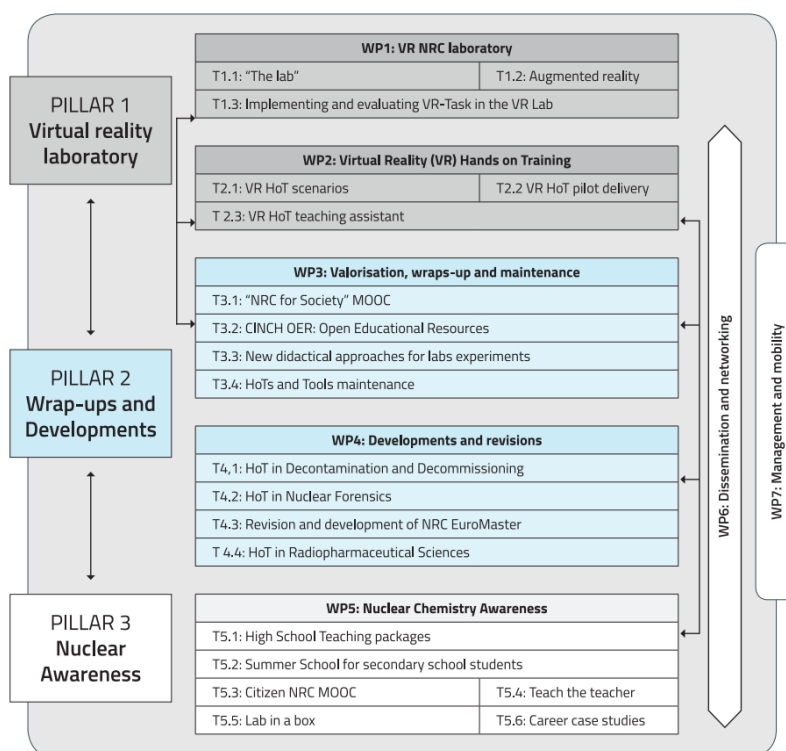 PILLAR 1
Virtual reality
laboratory
WP1: VR NRC laboratory
T1.1: “The lab”
T1.2: Augmented reality
T1.3: Implementing and evaluating VR-Task in the VR Lab
WP2: Virtual Reality (VR) Hands on Training
T2.1: VR HoT scenarios
T2.2 VR HoT pilot delivery
T 2.3: VR HoT teaching assistant
PILLAR 2
Wrap-ups and
Developments
WP3: Valorisation, wraps-up and maintenance
T3.1: “NRC for Society” MOOC
T3.2: CINCH OER: Open Educational Resources
T3.3: New didactical approaches for labs experiments
T3.4: HoTs and Tools maintenance
WP4: Developments and revisions
T4,1: HoT in Decontamination and Decommissioning
T4.2: HoT in Nuclear Forensics
T4.3: Revision and development of NRC EuroMaster
T 4.4: HoT in Radiopharmaceutical Sciences
PILLAR 3
Nuclear
Awareness
WP5: Nuclear Chemistry Awareness
T5.1: High School Teaching packages
T5.2: Summer School for secondary school students
T5.3: Citizen NRC MOOC
T5.4: Teach the teacher
T5.5: Lab in a box
T5.6: Career case studies
WP6: Dissemination and networking
WP7: Management and mobility